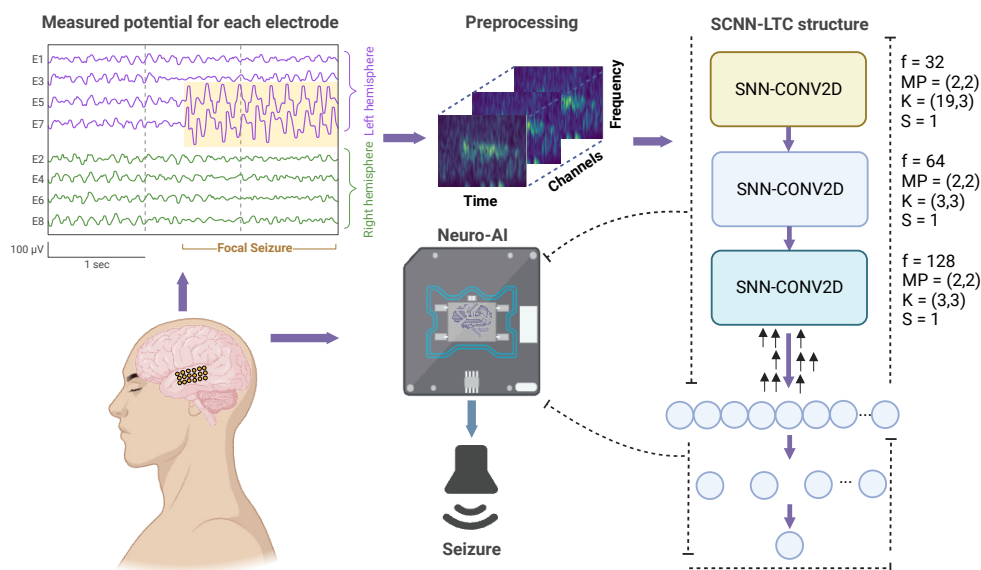 Measured potential for each electrode
E1
E3
E5
E7
E2
E4
E6
E8
Left hemisphere
Right hemisphere
100 µV
1 sec
Focal Seizure
Preprocessing
Frequency
Channels
Time
Neuro-AI
Seizure
SCNN-LTC structure
SNN-CONV2D
f = 32
MP = (2,2)
K = (19,3)
S = 1
SNN-CONV2D
f = 64
MP = (2,2)
K = (3,3)
S = 1
SNN-CONV2D
f = 128
MP = (2,2)
K = (3,3)
S = 1
...
...